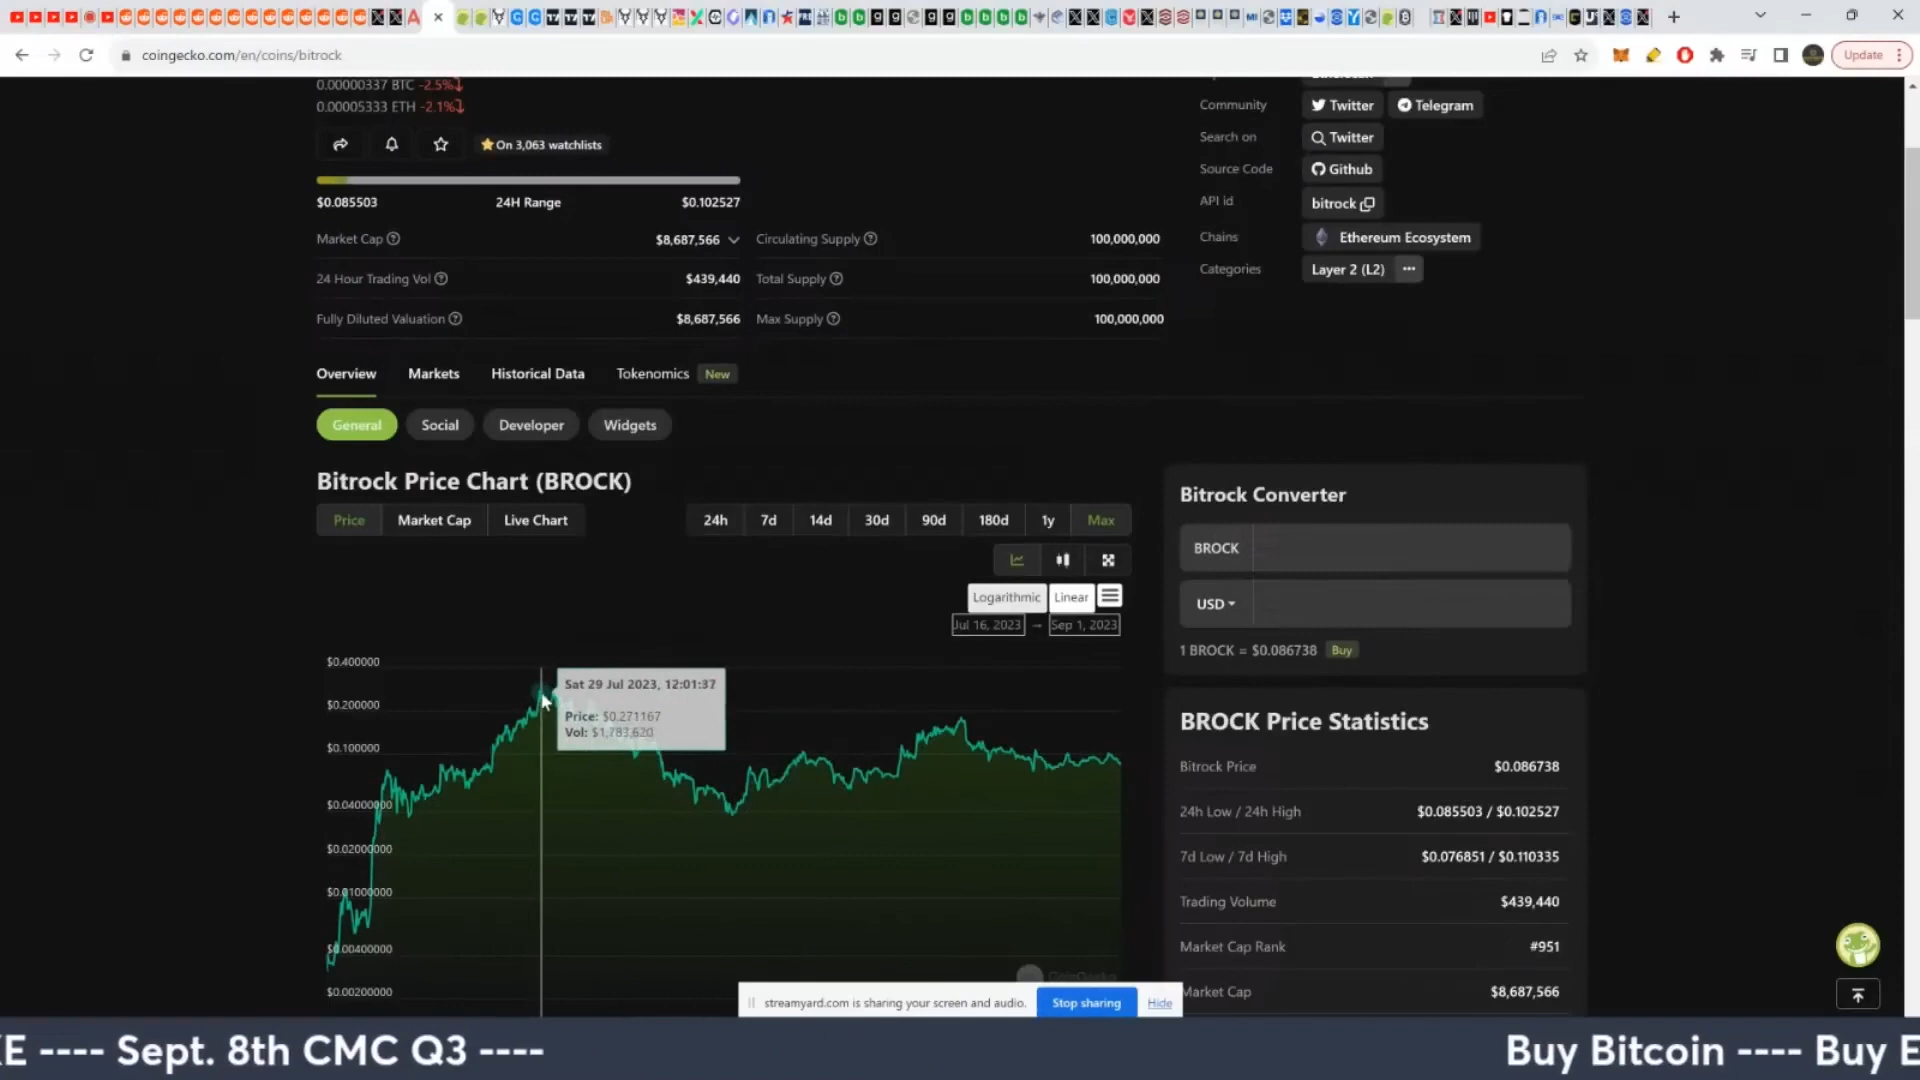 coingecko.com/en/coins/bitrock
Update
0.00000337 BTC -2.5%
0.00005333 ETH -2.1%
On 3,063 watchlists
$0.085503 24H Range $0.102527
Market Cap $8,687,566
24 Hour Trading Vol $439,440
Fully Diluted Valuation $8,687,566
Circulating Supply 100,000,000
Total Supply 100,000,000
Max Supply 100,000,000
Community Twitter Telegram
Search on Twitter
Source Code Github
API id bitrock
Chains Ethereum Ecosystem
Categories Layer 2 (L2)
Overview Markets Historical Data Tokenomics New
General Social Developer Widgets
Bitrock Price Chart (BROCK)
Price Market Cap Live Chart 24h 7d 14d 30d 90d 180d 1y Max
Logarithmic Linear
Jul 16, 2023 → Sep 1, 2023
$0.400000
$0.200000
$0.100000
$0.04000000
$0.02000000
$0.01000000
$0.00400000
$0.00200000
Sat 29 Jul 2023, 12:01:37
Price: $0.271167
Vol: $1,783,620
CoinGecko
Bitrock Converter
BROCK
USD
1 BROCK = $0.086738 Buy
BROCK Price Statistics
Bitrock Price $0.086738
24h Low / 24h High $0.085503 / $0.102527
7d Low / 7d High $0.076851 / $0.110335
Trading Volume $439,440
Market Cap Rank #951
Market Cap $8,687,566
streamyard.com is sharing your screen and audio. Stop sharing Hide
E ---- Sept. 8th CMC Q3 ---- Buy Bitcoin ---- Buy E